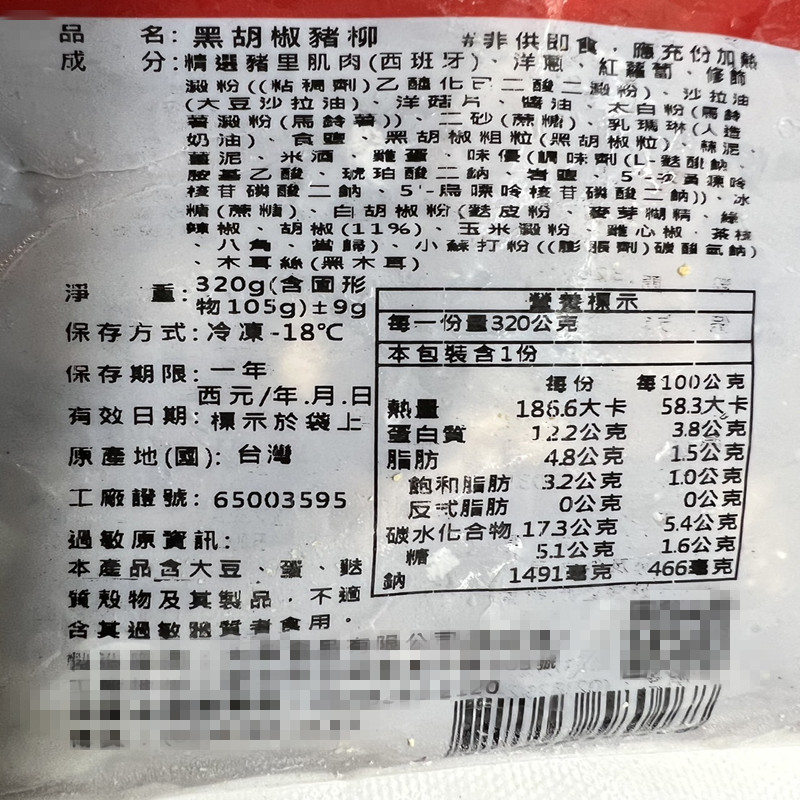 品 名: 黑胡椒豬柳 #非供即食,應充份加熱
成 分:精選豬里肌肉(西班牙)、洋蔥、紅蘿蔔、修飾
澱粉((粘稠劑)乙醯化己二酸二澱粉)、沙拉油
(大豆沙拉油)、洋菇片、醬油、太白粉(馬鈴
薯澱粉(馬鈴薯))、二砂(蔗糖)、乳瑪琳(人造
奶油)、食鹽、黑胡椒粗粒(黑胡椒粒)、蒜泥、
薑泥、米酒、雞蛋、味優(調味劑(L-麩酸鈉、
胺基乙酸、琥珀酸二鈉、岩鹽、5'-次黃嘌呤
核苷磷酸二鈉、5'-鳥嘌呤核苷磷酸二鈉))、冰
糖(蔗糖)、白胡椒粉(麩皮粉、麥芽糊精、綠
辣椒、胡椒(11%)、玉米澱粉、雞心椒、茶枝
、八角、當歸)、小蘇打粉((膨脹劑)碳酸氫鈉)
、木耳絲(黑木耳)
淨 重: 320g(含固形
物105g)±9g
保存方式: 冷凍-18℃
保存期限: 一年
有效日期: 西元/年.月.日
標示於袋上
原產地(國): 台灣
工廠證號: 65003595
過敏原資訊:
本產品含大豆、蛋、麩
質穀物及其製品,不適
合其過敏體質者食用。
營養標示
每一份量320公克
本包裝含1份
每份 每100公克
熱量 186.6大卡 58.3大卡
蛋白質 12.2公克 3.8公克
脂肪 4.8公克 1.5公克
飽和脂肪 3.2公克 1.0公克
反式脂肪 0公克 0公克
碳水化合物 17.3公克 5.4公克
糖 5.1公克 1.6公克
鈉 1491毫克 466毫克
有限公司